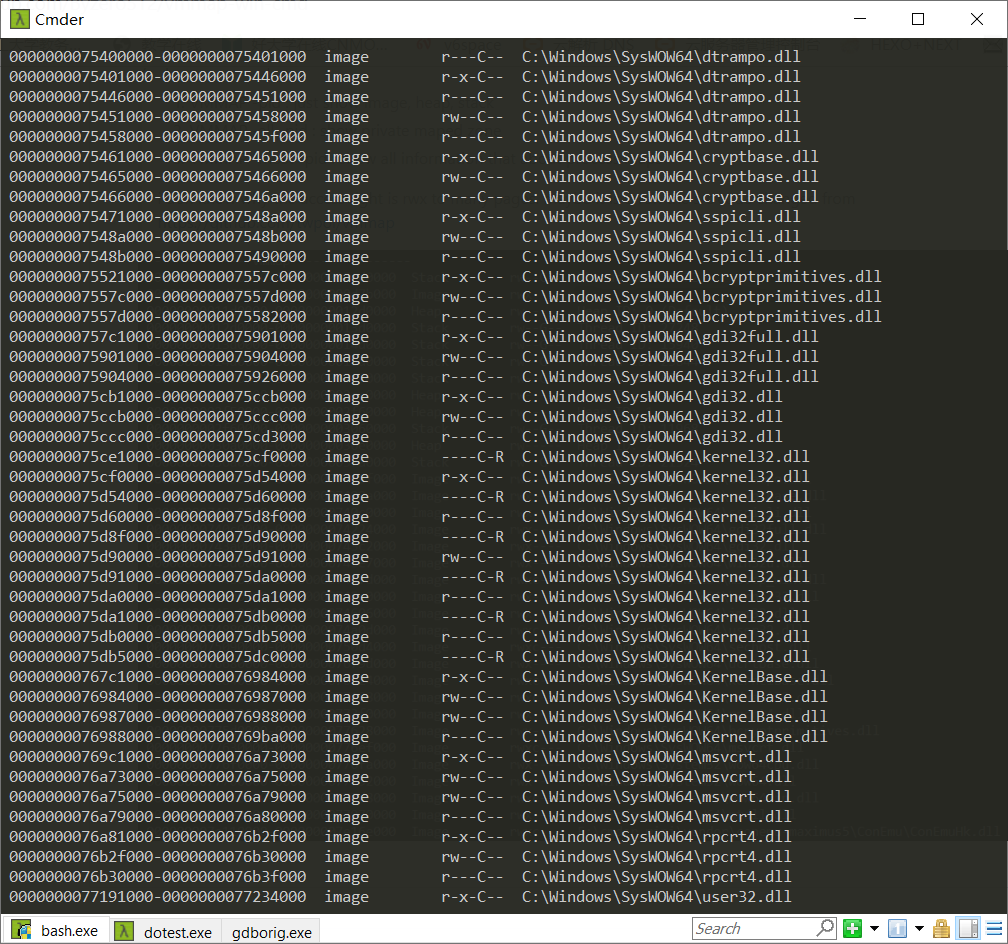 Cmder
0000000075400000-0000000075401000  image        r---C--  C:\Windows\SysWOW64\dtrampo.dll
0000000075401000-0000000075446000  image        r-x-C--  C:\Windows\SysWOW64\dtrampo.dll
0000000075446000-0000000075451000  image        r---C--  C:\Windows\SysWOW64\dtrampo.dll
0000000075451000-0000000075458000  image        rw--C--  C:\Windows\SysWOW64\dtrampo.dll
0000000075458000-000000007545f000  image        r---C--  C:\Windows\SysWOW64\dtrampo.dll
0000000075461000-0000000075465000  image        r-x-C--  C:\Windows\SysWOW64\cryptbase.dll
0000000075465000-0000000075466000  image        rw--C--  C:\Windows\SysWOW64\cryptbase.dll
0000000075466000-000000007546a000  image        r---C--  C:\Windows\SysWOW64\cryptbase.dll
0000000075471000-000000007548a000  image        r-x-C--  C:\Windows\SysWOW64\sspicli.dll
000000007548a000-000000007548b000  image        rw--C--  C:\Windows\SysWOW64\sspicli.dll
000000007548b000-0000000075490000  image        r---C--  C:\Windows\SysWOW64\sspicli.dll
0000000075521000-000000007557c000  image        r-x-C--  C:\Windows\SysWOW64\bcryptprimitives.dll
000000007557c000-000000007557d000  image        rw--C--  C:\Windows\SysWOW64\bcryptprimitives.dll
000000007557d000-0000000075582000  image        r---C--  C:\Windows\SysWOW64\bcryptprimitives.dll
00000000757c1000-0000000075901000  image        r-x-C--  C:\Windows\SysWOW64\gdi32full.dll
0000000075901000-0000000075904000  image        rw--C--  C:\Windows\SysWOW64\gdi32full.dll
0000000075904000-0000000075926000  image        r---C--  C:\Windows\SysWOW64\gdi32full.dll
0000000075cb1000-0000000075ccb000  image        r-x-C--  C:\Windows\SysWOW64\gdi32.dll
0000000075ccb000-0000000075ccc000  image        rw--C--  C:\Windows\SysWOW64\gdi32.dll
0000000075ccc000-0000000075cd3000  image        r---C--  C:\Windows\SysWOW64\gdi32.dll
0000000075ce1000-0000000075cf0000  image        ----C-R  C:\Windows\SysWOW64\kernel32.dll
0000000075cf0000-0000000075d54000  image        r-x-C--  C:\Windows\SysWOW64\kernel32.dll
0000000075d54000-0000000075d60000  image        ----C-R  C:\Windows\SysWOW64\kernel32.dll
0000000075d60000-0000000075d8f000  image        r---C--  C:\Windows\SysWOW64\kernel32.dll
0000000075d8f000-0000000075d90000  image        ----C-R  C:\Windows\SysWOW64\kernel32.dll
0000000075d90000-0000000075d91000  image        rw--C--  C:\Windows\SysWOW64\kernel32.dll
0000000075d91000-0000000075da0000  image        ----C-R  C:\Windows\SysWOW64\kernel32.dll
0000000075da0000-0000000075da1000  image        r---C--  C:\Windows\SysWOW64\kernel32.dll
0000000075da1000-0000000075db0000  image        ----C-R  C:\Windows\SysWOW64\kernel32.dll
0000000075db0000-0000000075db5000  image        r---C--  C:\Windows\SysWOW64\kernel32.dll
0000000075db5000-0000000075dc0000  image        ----C-R  C:\Windows\SysWOW64\kernel32.dll
00000000767c1000-0000000076984000  image        r-x-C--  C:\Windows\SysWOW64\KernelBase.dll
0000000076984000-0000000076987000  image        rw--C--  C:\Windows\SysWOW64\KernelBase.dll
0000000076987000-0000000076988000  image        rw--C--  C:\Windows\SysWOW64\KernelBase.dll
0000000076988000-00000000769ba000  image        r---C--  C:\Windows\SysWOW64\KernelBase.dll
00000000769c1000-0000000076a73000  image        r-x-C--  C:\Windows\SysWOW64\msvcrt.dll
0000000076a73000-0000000076a75000  image        rw--C--  C:\Windows\SysWOW64\msvcrt.dll
0000000076a75000-0000000076a79000  image        rw--C--  C:\Windows\SysWOW64\msvcrt.dll
0000000076a79000-0000000076a80000  image        r---C--  C:\Windows\SysWOW64\msvcrt.dll
0000000076a81000-0000000076b2f000  image        r-x-C--  C:\Windows\SysWOW64\rpcrt4.dll
0000000076b2f000-0000000076b30000  image        rw--C--  C:\Windows\SysWOW64\rpcrt4.dll
0000000076b30000-0000000076b3f000  image        r---C--  C:\Windows\SysWOW64\rpcrt4.dll
0000000077191000-0000000077234000  image        r-x-C--  C:\Windows\SysWOW64\user32.dll
bash.exe  dotest.exe  gdborig.exe  Search